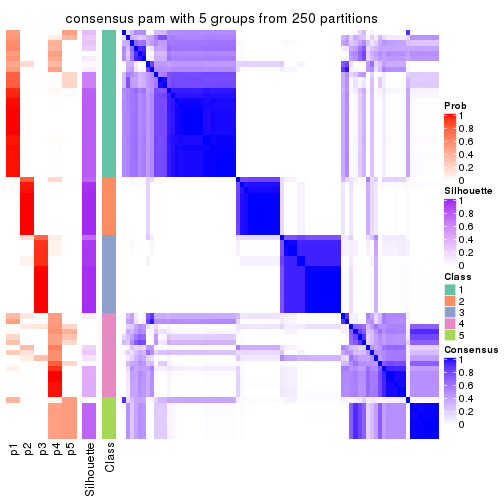 consensus pam with 5 groups from 250 partitions
Prob
1
0.8
0.6
0.4
0.2
0
Silhouette
1
0.8
0.6
0.4
0.2
0
Class
1
2
3
4
5
Consensus
1
0.8
0.6
0.4
0.2
0
p1
p2
p3
p4
p5
Silhouette
Class